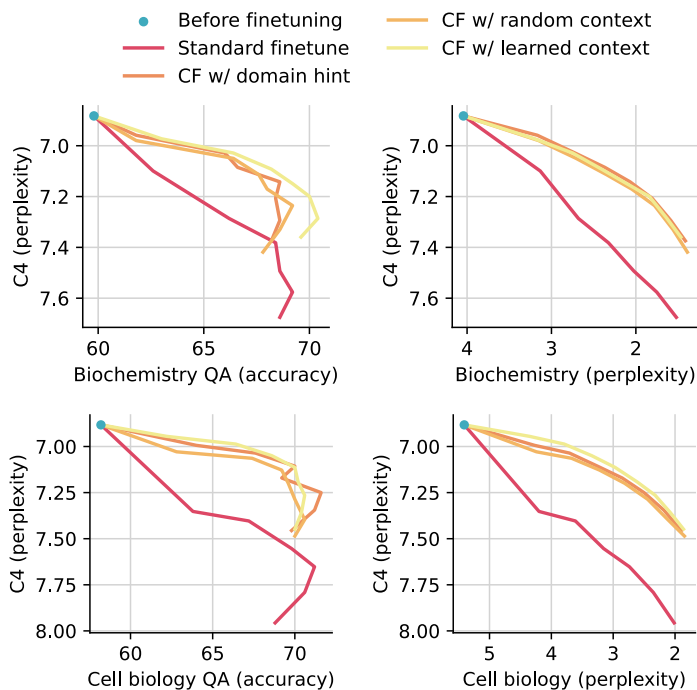 Before finetuning
Standard finetune
CF w/ domain hint
CF w/ random context
CF w/ learned context
C4 (perplexity)
7.0
7.2
7.4
7.6
60
65
70
Biochemistry QA (accuracy)
C4 (perplexity)
7.0
7.2
7.4
7.6
4
3
2
Biochemistry (perplexity)
C4 (perplexity)
7.00
7.25
7.50
7.75
8.00
60
65
70
Cell biology QA (accuracy)
C4 (perplexity)
7.00
7.25
7.50
7.75
8.00
5
4
3
2
Cell biology (perplexity)